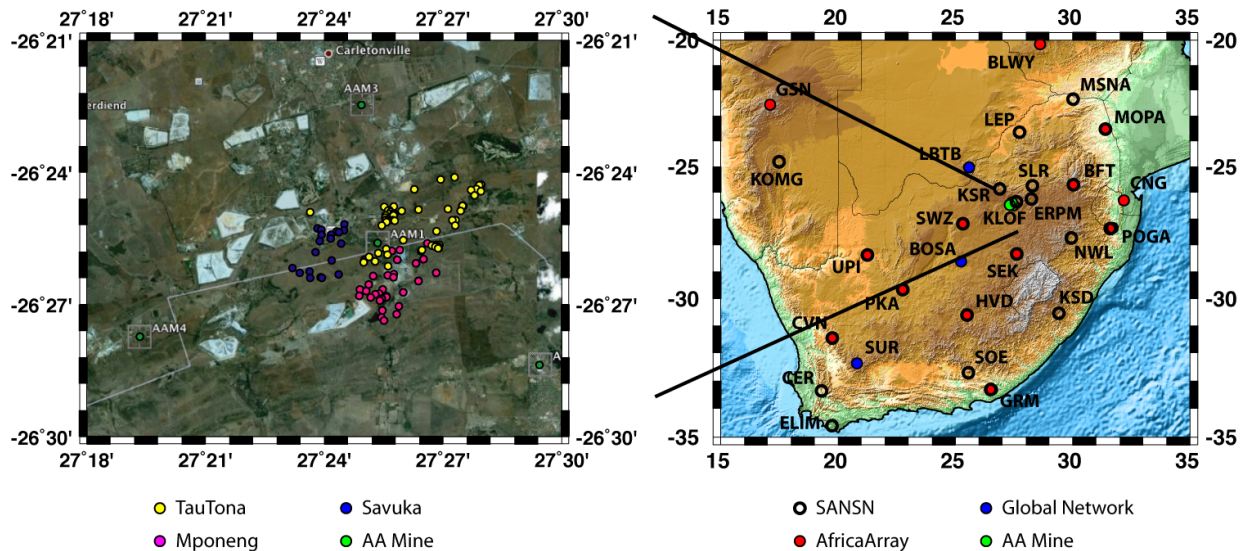 27°18' 27°21' 27°24' 27°27' 27°30'
-26°21' -26°21'
Carletonville
W
AAM3
erdiend
-26°24' -26°24'
AAM1
-26°27' -26°27'
AAM4
A
-26°30' -26°30'
27°18' 27°21' 27°24' 27°27' 27°30'
TauTona Savuka
Mponeng AA Mine
15 20 25 30 35
-20 -20
BLWY
GSN MSNA
LEP MOPA
LBTB
-25 -25
KOMG KSR SLR BFT CNG
SWZ KLOF ERPM
BOSA POGA
UPI SEK NWL
-30 -30
PKA HVD KSD
CVN
SUR SOE
CER
GRM
ELIM
-35 -35
15 20 25 30 35
SANSN Global Network
AfricaArray AA Mine